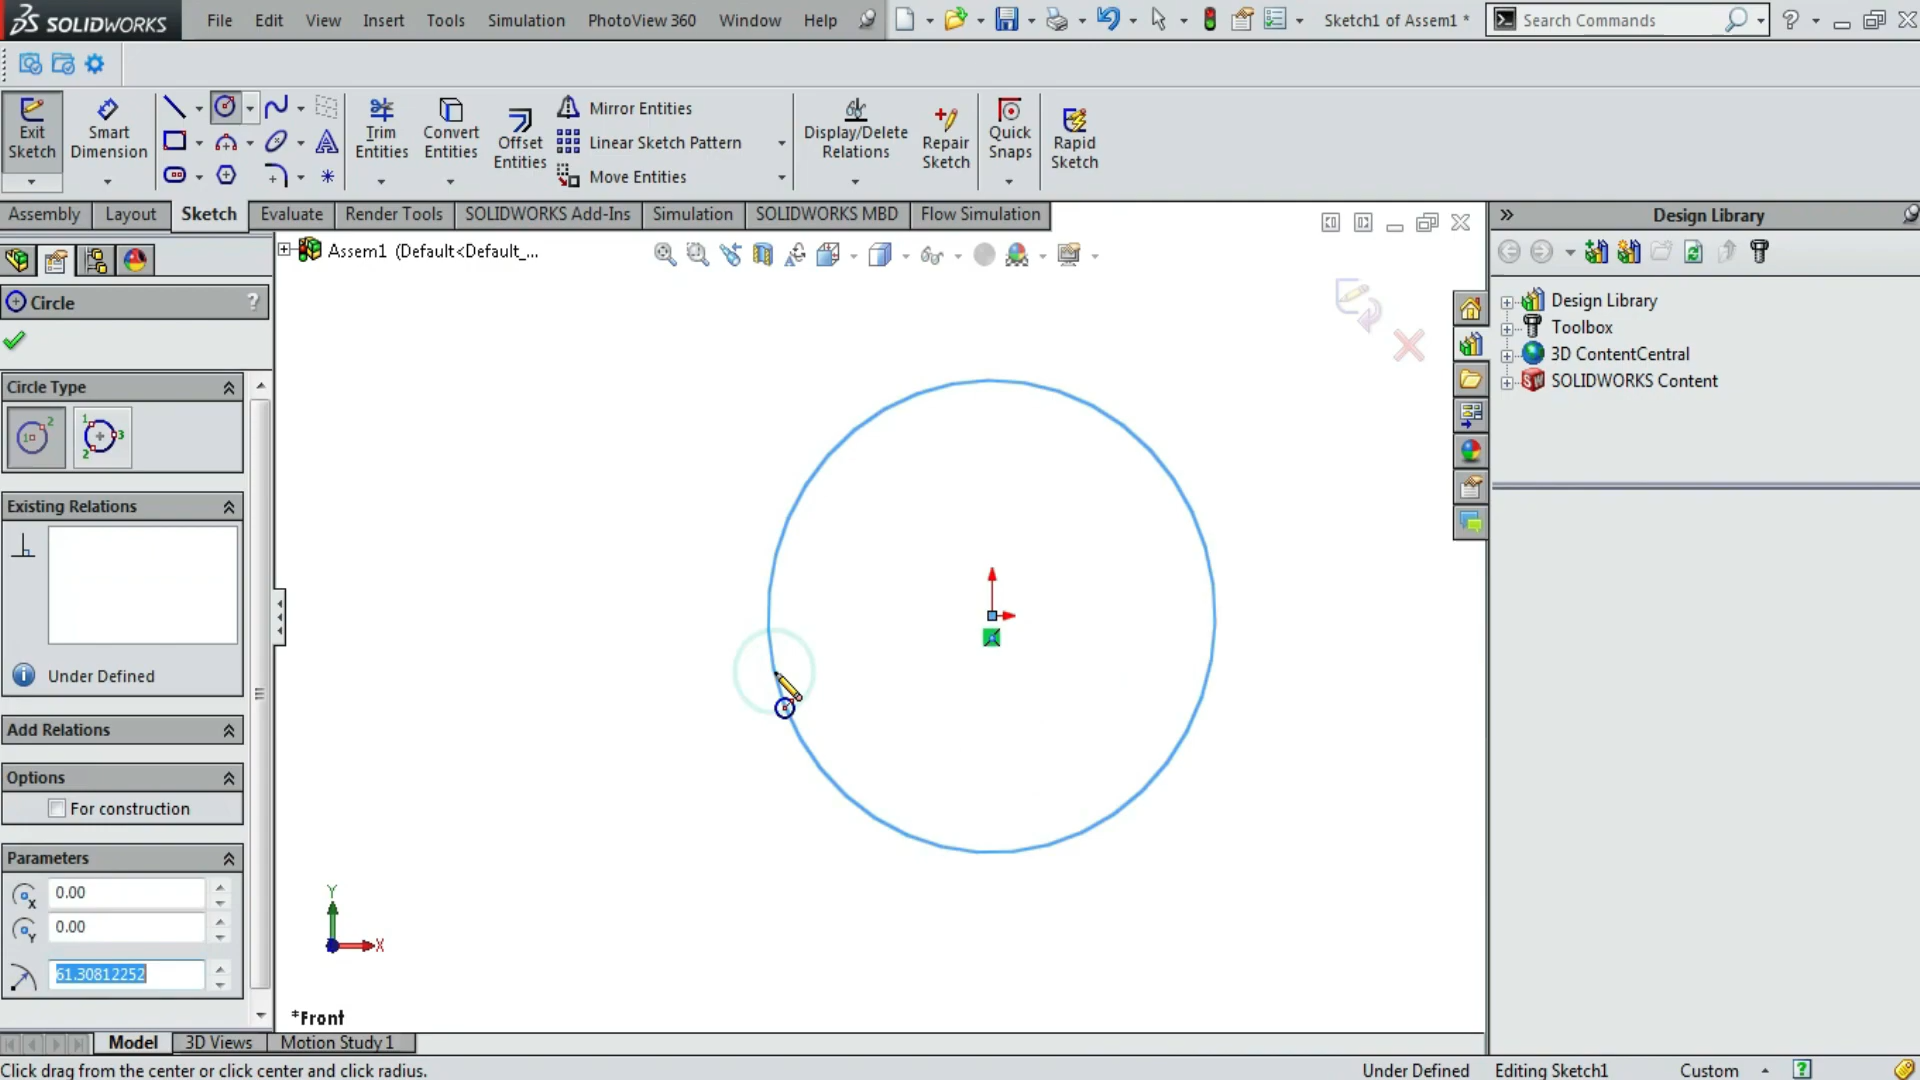 SOLIDWORKS File Edit View Insert Tools Simulation PhotoView 360 Window Help Sketch1 of Assem1 * Search Commands
Exit Sketch
Smart Dimension
Trim Entities
Convert Entities
Offset Entities
Mirror Entities
Linear Sketch Pattern
Move Entities
Display/Delete Relations
Repair Sketch
Quick Snaps
Rapid Sketch
Assembly Layout Sketch Evaluate Render Tools SOLIDWORKS Add-Ins Simulation SOLIDWORKS MBD Flow Simulation
Design Library
Assem1 (Default<Default_...
Circle ?
Circle Type
Existing Relations
Under Defined
Add Relations
Options
For construction
Parameters
0.00
0.00
61.30812252
Y
X
*Front
Design Library
Toolbox
3D ContentCentral
SOLIDWORKS Content
Model 3D Views Motion Study 1
Click drag from the center or click center and click radius. Under Defined Editing Sketch1 Custom